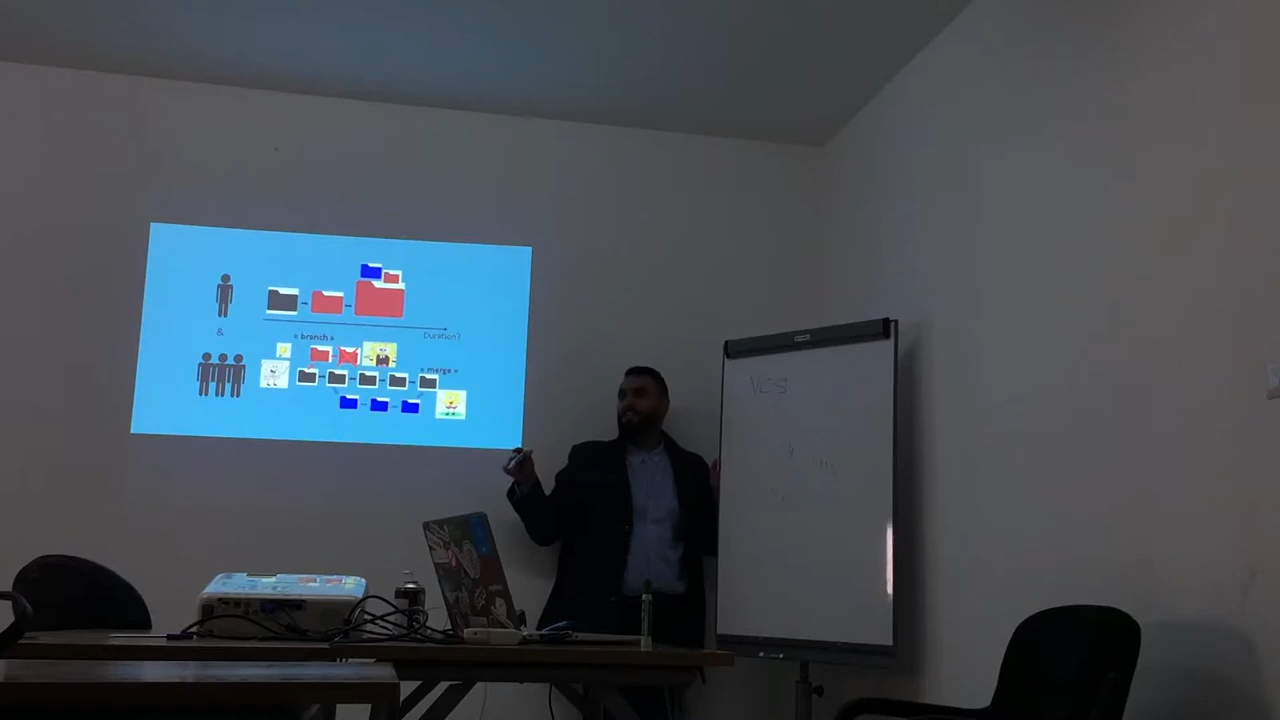 &
Duration?
« branch »
« merge »
VCS